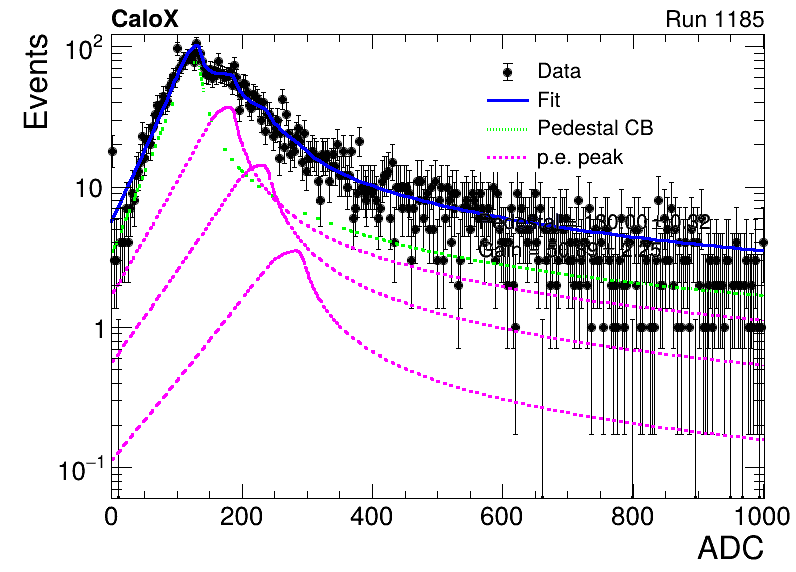 CaloX
Run 1185
Events
Data
Fit
Pedestal CB
p.e. peak
10²
10
1
10⁻¹
0 200 400 600 800 1000
ADC